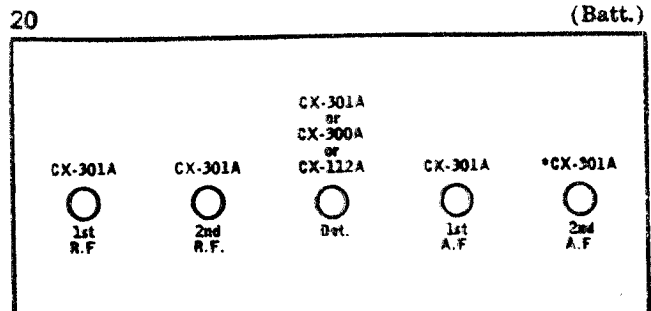 20 (Batt.)
CX-301A
or
CX-300A
or
CX-301A CX-301A CX-112A CX-301A *CX-301A
1st 2nd Det. 1st 2nd
R.F R.F. A.F A.F